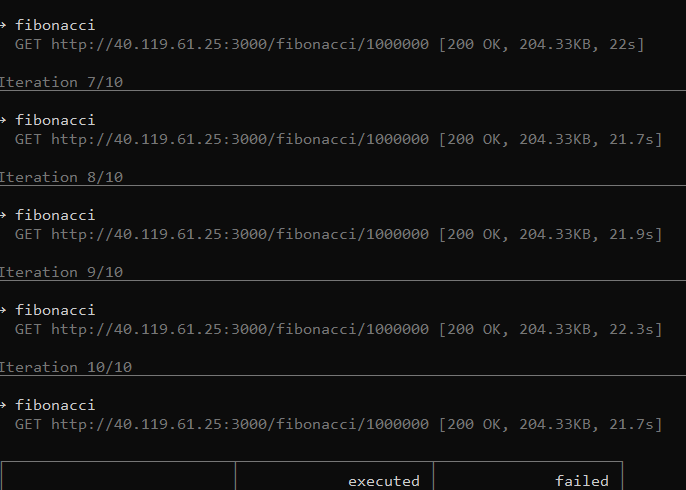 → fibonacci
GET http://40.119.61.25:3000/fibonacci/1000000 [200 OK, 204.33KB, 22s]
Iteration 7/10
→ fibonacci
GET http://40.119.61.25:3000/fibonacci/1000000 [200 OK, 204.33KB, 21.7s]
Iteration 8/10
→ fibonacci
GET http://40.119.61.25:3000/fibonacci/1000000 [200 OK, 204.33KB, 21.9s]
Iteration 9/10
→ fibonacci
GET http://40.119.61.25:3000/fibonacci/1000000 [200 OK, 204.33KB, 22.3s]
Iteration 10/10
→ fibonacci
GET http://40.119.61.25:3000/fibonacci/1000000 [200 OK, 204.33KB, 21.7s]
executed failed